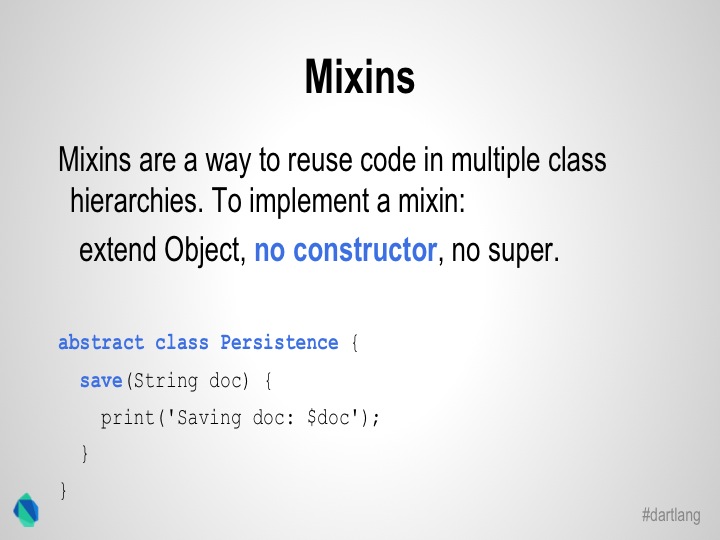 Mixins
Mixins are a way to reuse code in multiple class
hierarchies. To implement a mixin:
extend Object, no constructor, no super.
abstract class Persistence {
  save(String doc) {
    print('Saving doc: $doc');
  }
}
#dartlang